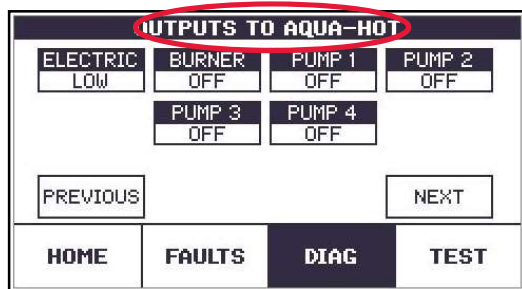 OUTPUTS TO AQUA-HOT
ELECTRIC BURNER PUMP 1 PUMP 2
LOW OFF OFF OFF
PUMP 3 PUMP 4
OFF OFF
PREVIOUS NEXT
HOME FAULTS DIAG TEST